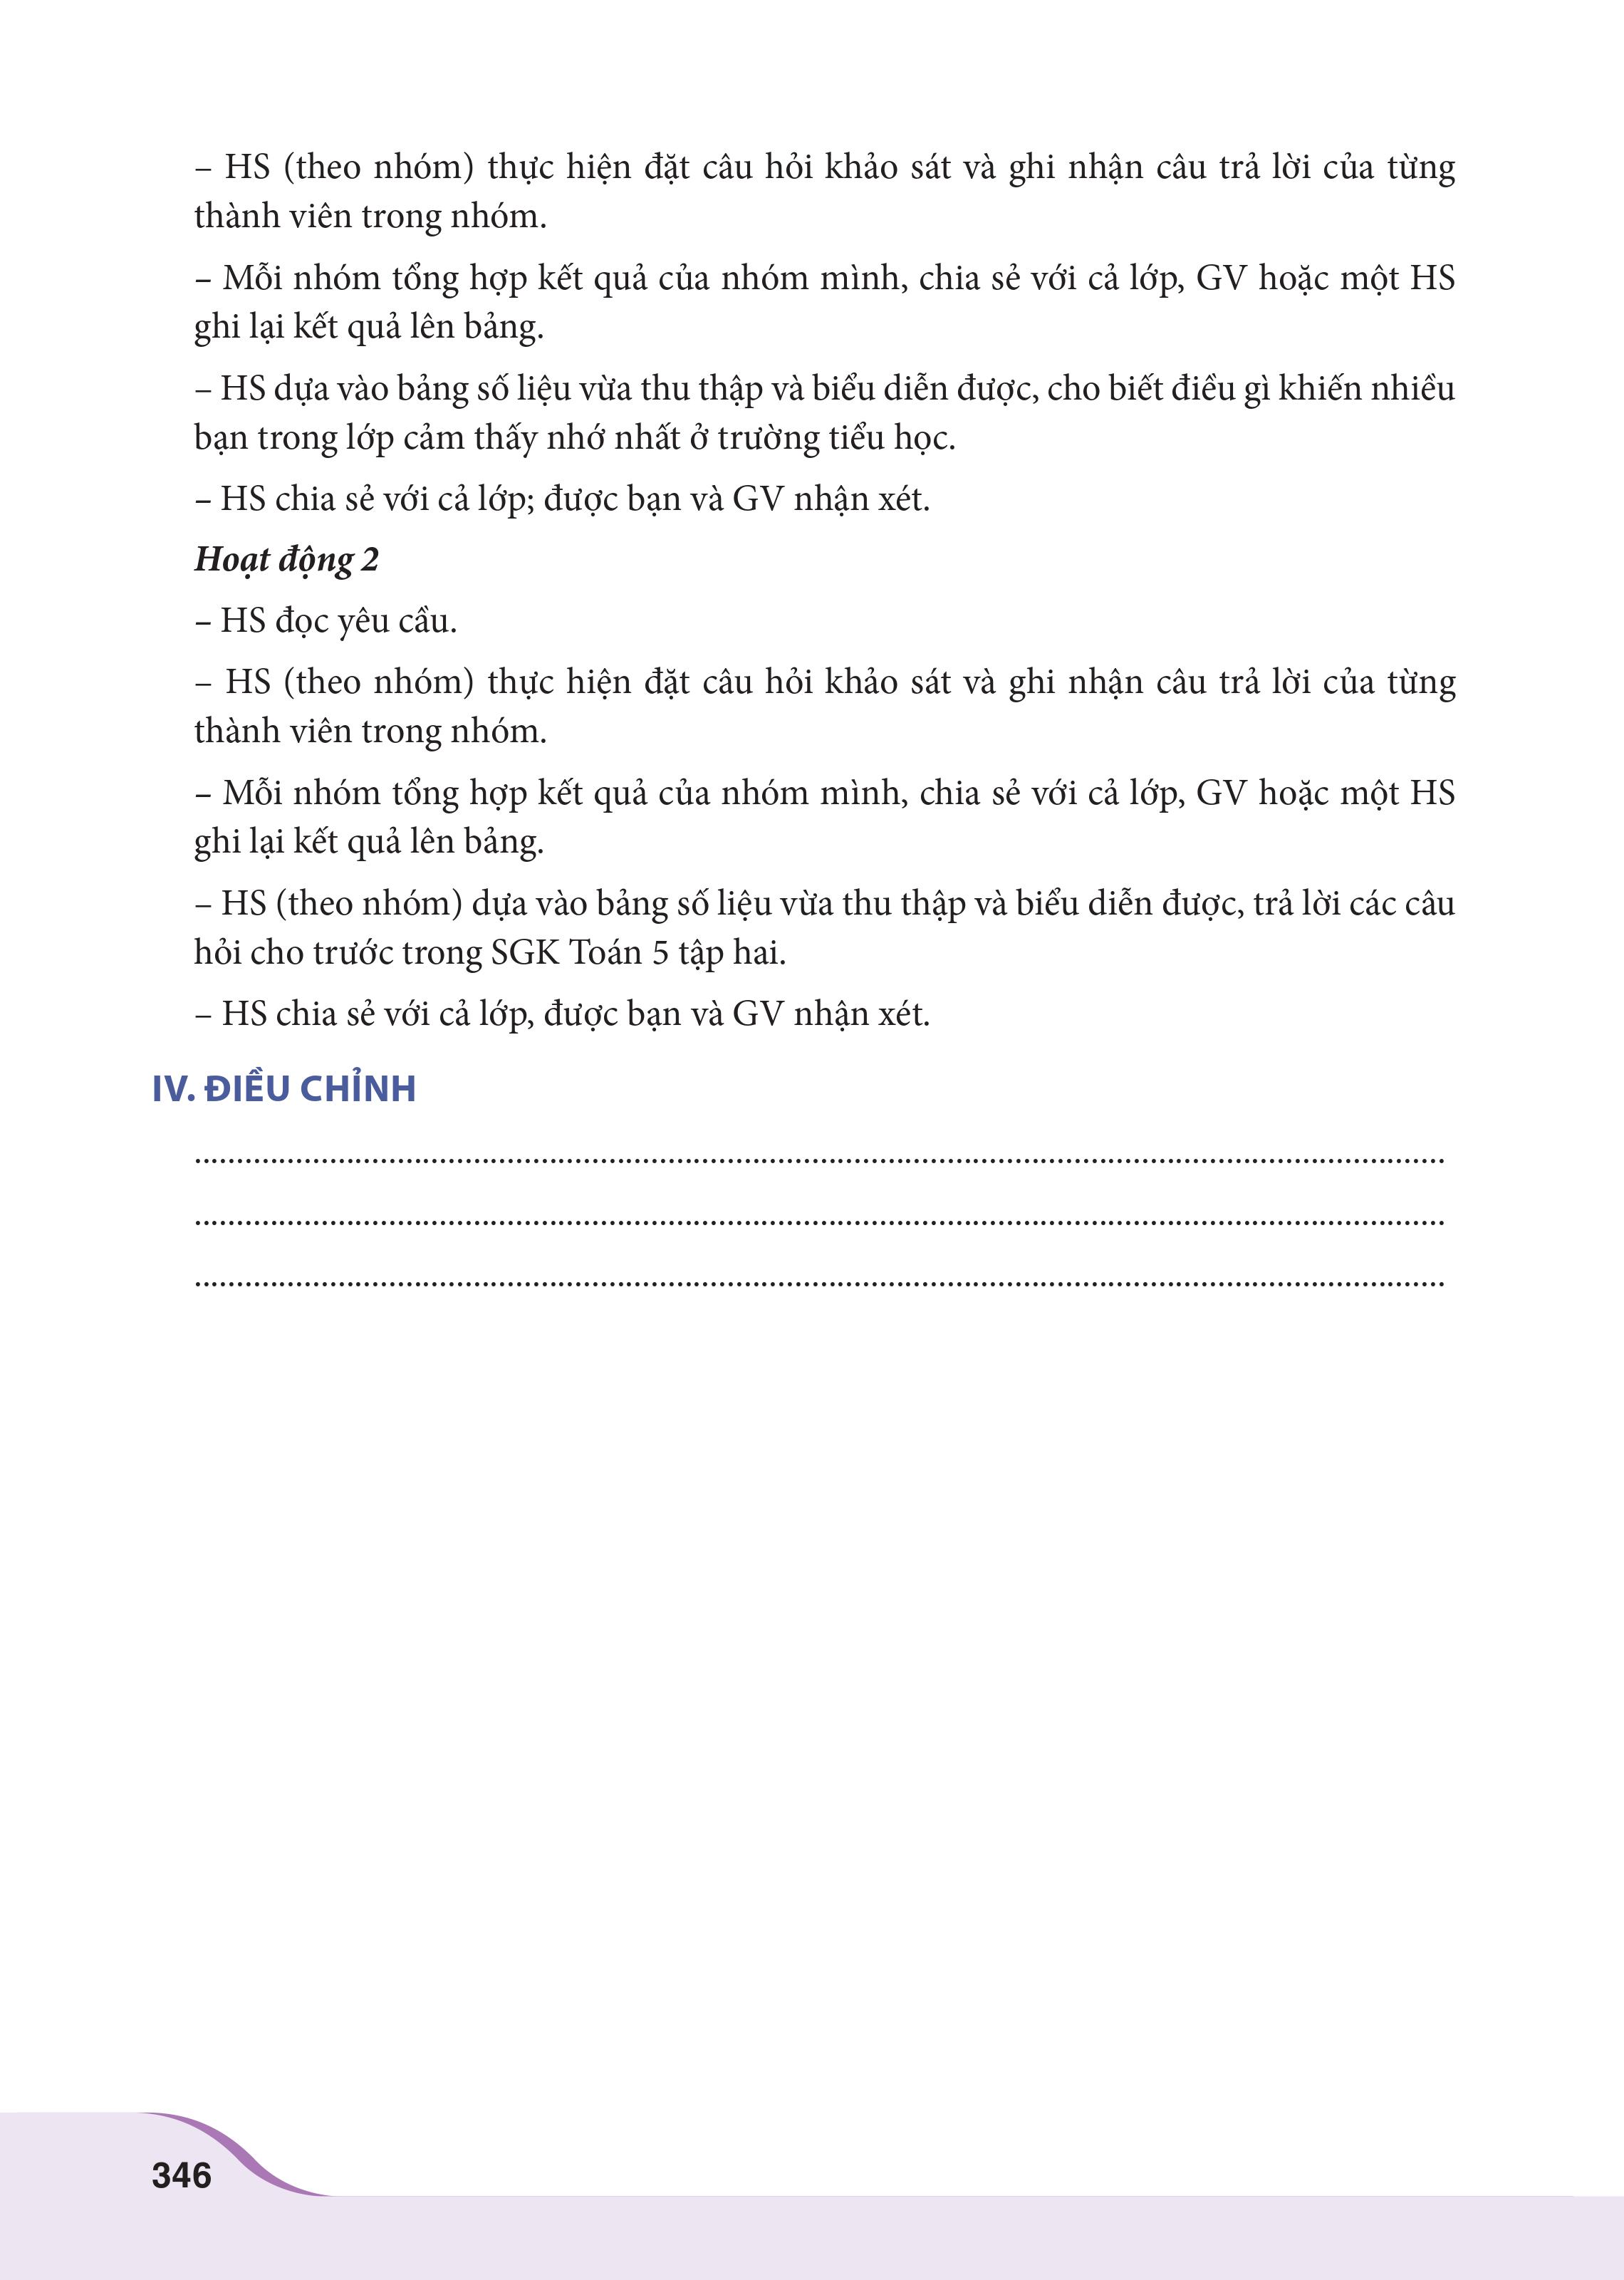 – HS (theo nhóm) thực hiện đặt câu hỏi khảo sát và ghi nhận câu trả lời của từng
thành viên trong nhóm.
– Mỗi nhóm tổng hợp kết quả của nhóm mình, chia sẻ với cả lớp, GV hoặc một HS
ghi lại kết quả lên bảng.
– HS dựa vào bảng số liệu vừa thu thập và biểu diễn được, cho biết điều gì khiến nhiều
bạn trong lớp cảm thấy nhớ nhất ở trường tiểu học.
– HS chia sẻ với cả lớp; được bạn và GV nhận xét.
Hoạt động 2
– HS đọc yêu cầu.
– HS (theo nhóm) thực hiện đặt câu hỏi khảo sát và ghi nhận câu trả lời của từng
thành viên trong nhóm.
– Mỗi nhóm tổng hợp kết quả của nhóm mình, chia sẻ với cả lớp, GV hoặc một HS
ghi lại kết quả lên bảng.
– HS (theo nhóm) dựa vào bảng số liệu vừa thu thập và biểu diễn được, trả lời các câu
hỏi cho trước trong SGK Toán 5 tập hai.
– HS chia sẻ với cả lớp, được bạn và GV nhận xét.
IV. ĐIỀU CHỈNH
346